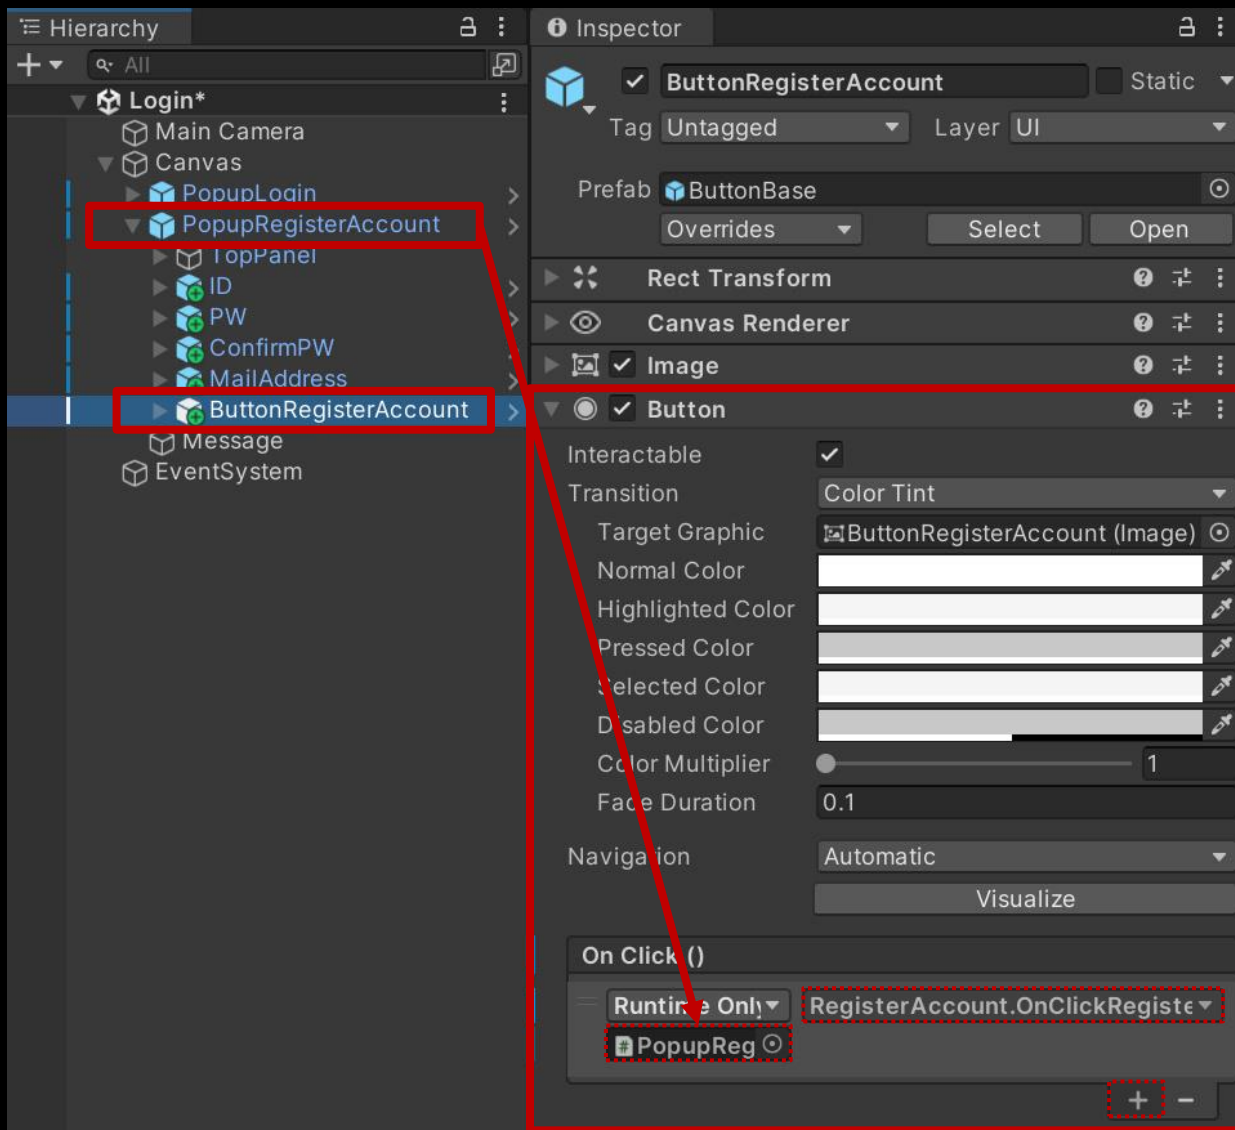 Hierarchy
All
Login*
Main Camera
Canvas
PopupLogin
PopupRegisterAccount
TopPanel
ID
PW
ConfirmPW
MailAddress
ButtonRegisterAccount
Message
EventSystem
Inspector
ButtonRegisterAccount Static
Tag Untagged Layer UI
Prefab ButtonBase
Overrides Select Open
Rect Transform
Canvas Renderer
Image
Button
Interactable
Transition Color Tint
Target Graphic ButtonRegisterAccount (Image)
Normal Color
Highlighted Color
Pressed Color
Selected Color
Disabled Color
Color Multiplier 1
Fade Duration 0.1
Navigation Automatic
Visualize
On Click ()
Runtime Only RegisterAccount.OnClickRegiste
PopupReg